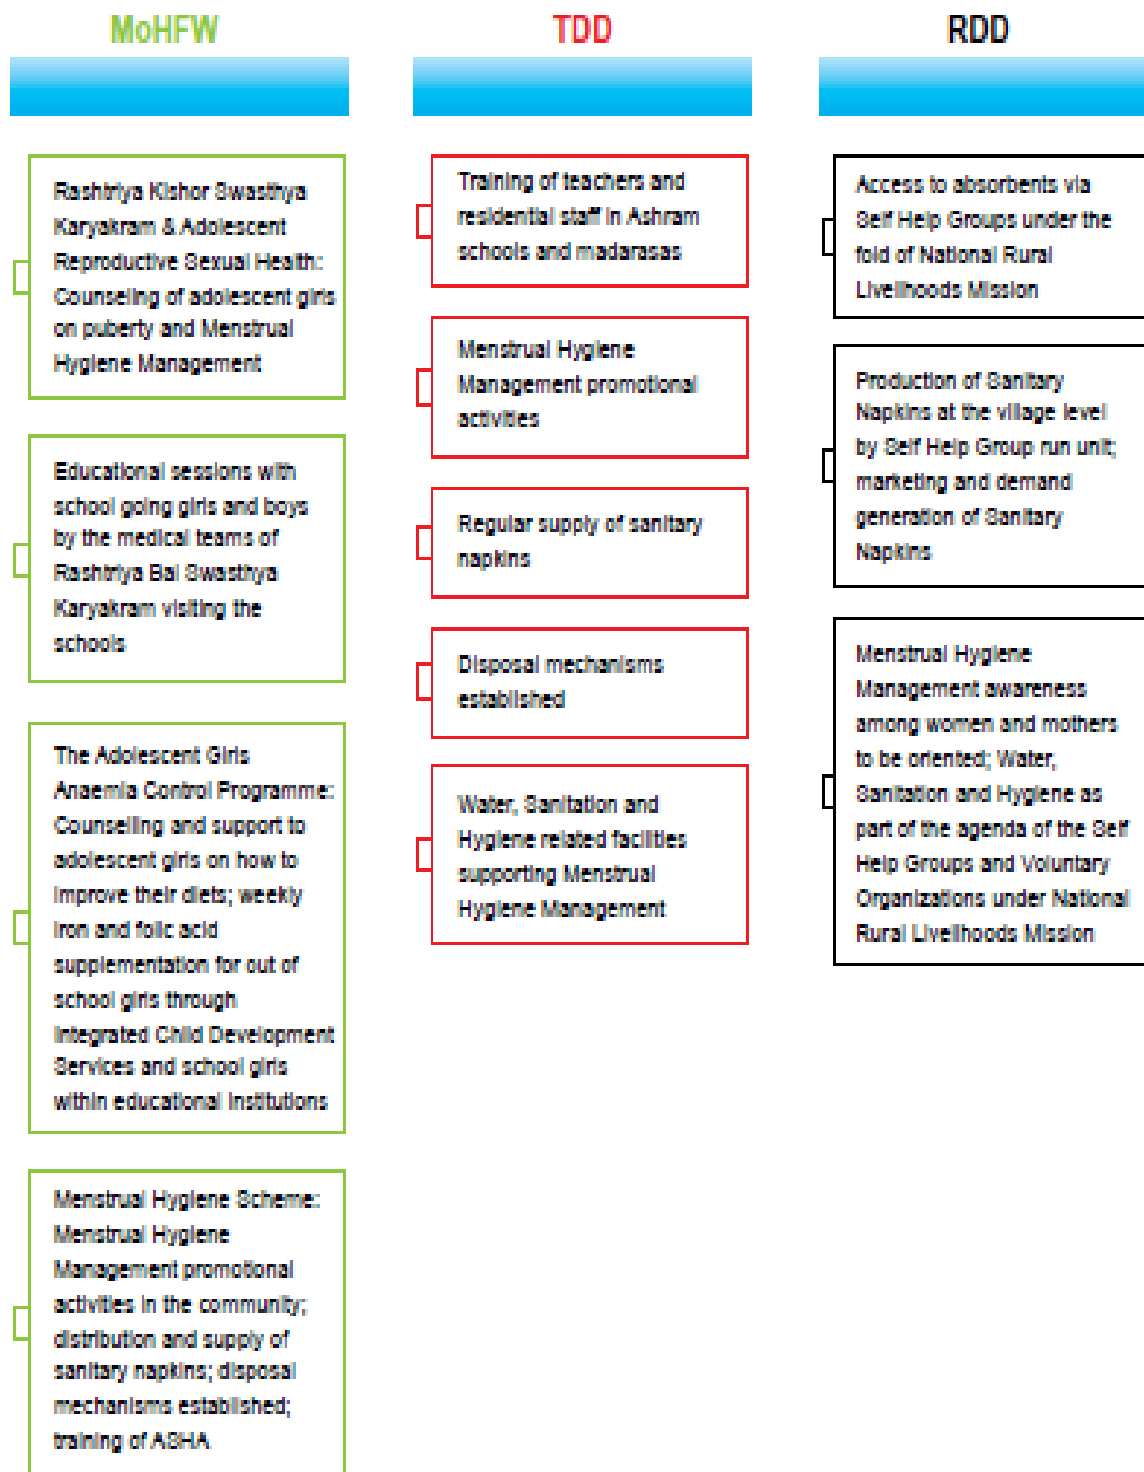 MoHFW
Rashtriya Kishor Swasthya
Karyakram & Adolescent
Reproductive Sexual Health:
Counseling of adolescent girls
on puberty and Menstrual
Hygiene Management
Educational sessions with
school going girls and boys
by the medical teams of
Rashtriya Bal Swasthya
Karyakram visiting the
schools
The Adolescent Girls
Anaemia Control Programme:
Counselling and support to
adolescent girls on how to
improve their diets; weekly
iron and folic acid
supplementation for out of
school girls through
Integrated Child Development
Services and school girls
within educational institutions
Menstrual Hygiene Scheme:
Menstrual Hygiene
Management promotional
activities in the community;
distribution and supply of
sanitary napkins; disposal
mechanisms established;
training of ASHA
TDD
Training of teachers and
residential staff in Ashram
schools and madarasas
Menstrual Hygiene
Management promotional
activities
Regular supply of sanitary
napkins
Disposal mechanisms
established
Water, Sanitation and
Hygiene related facilities
supporting Menstrual
Hygiene Management
RDD
Access to absorbents via
Self Help Groups under the
fold of National Rural
Livelihoods Mission
Production of Sanitary
Napkins at the village level
by Self Help Group run unit;
marketing and demand
generation of Sanitary
Napkins
Menstrual Hygiene
Management awareness
among women and mothers
to be oriented; Water,
Sanitation and Hygiene as
part of the agenda of the Self
Help Groups and Voluntary
Organizations under National
Rural Livelihoods Mission